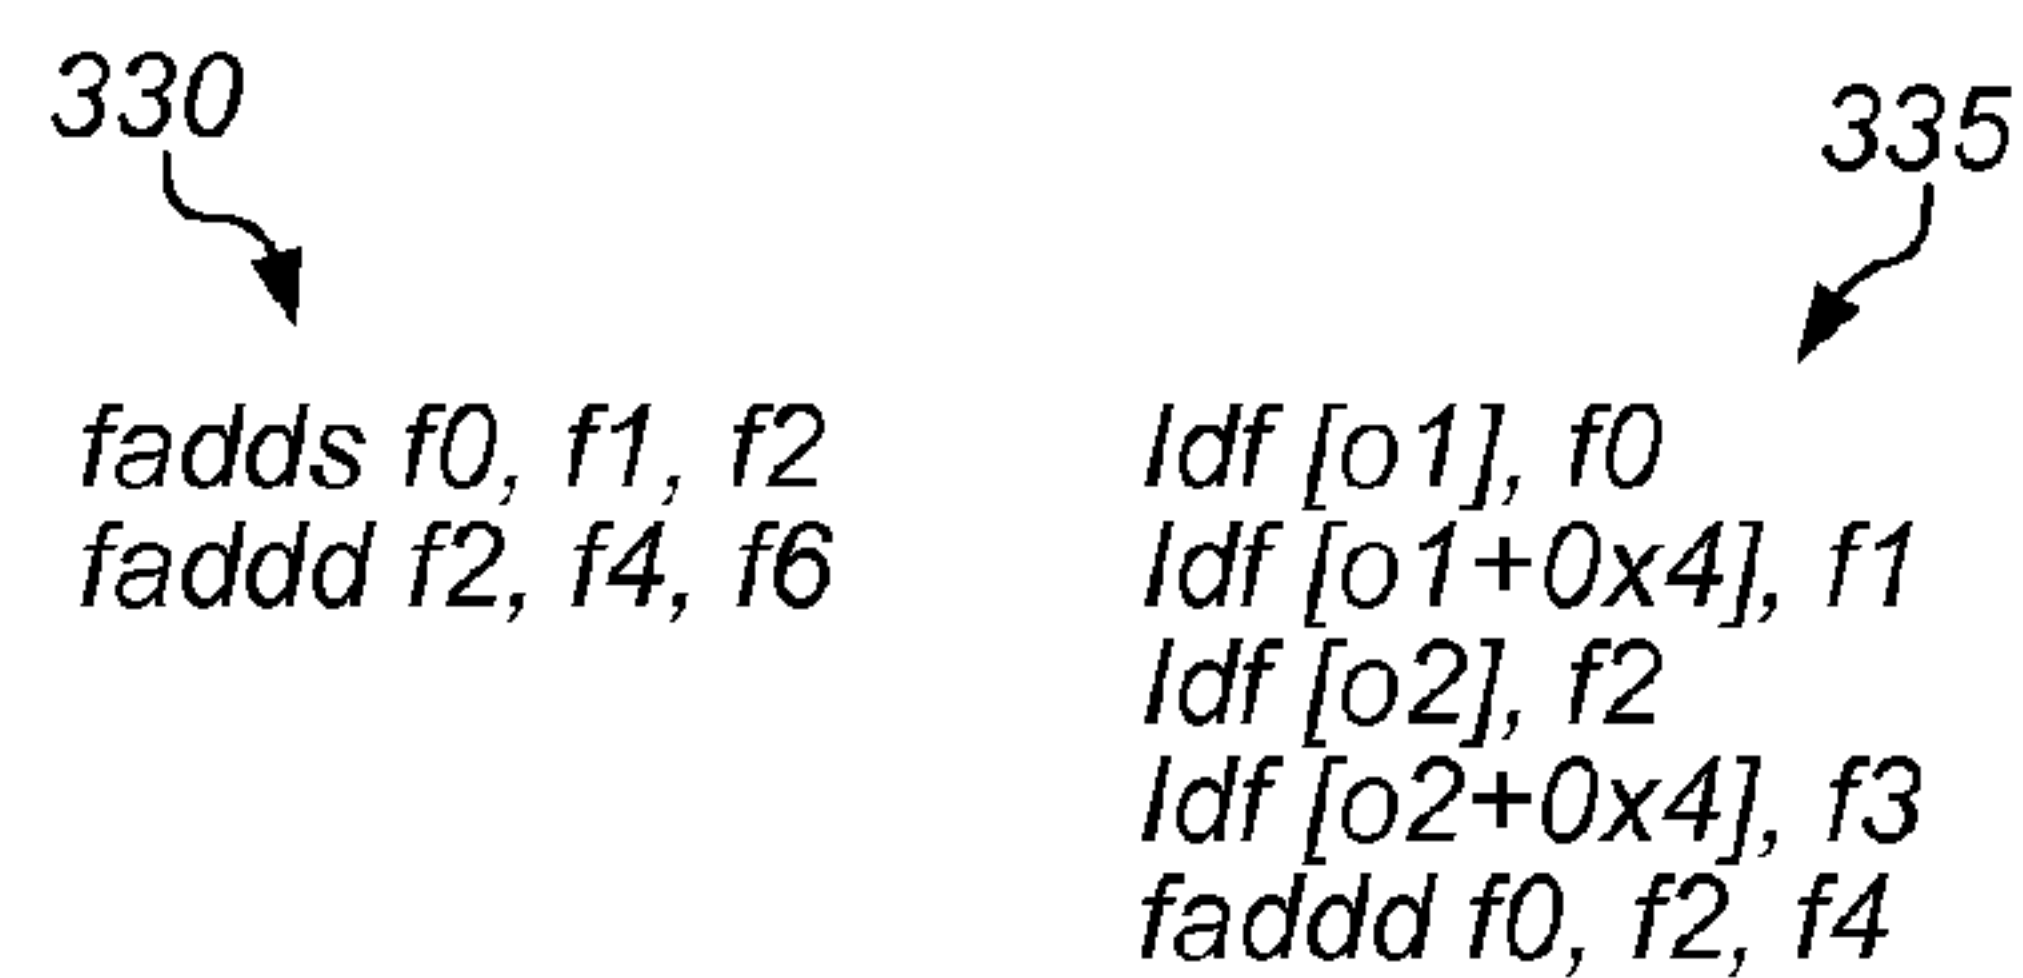 330
fadds f0, f1, f2
faddd f2, f4, f6
335
ldf [o1], f0
ldf [o1+0x4], f1
ldf [o2], f2
ldf [o2+0x4], f3
faddd f0, f2, f4